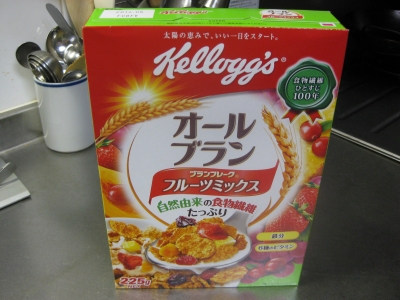 太陽の恵みで、いい一日をスタート。
Kellogg's
食物繊維
ひとすじ
100年
オール
ブラン
ブランフレーク
フルーツミックス
自然由来の食物繊維
たっぷり
鉄分
225g